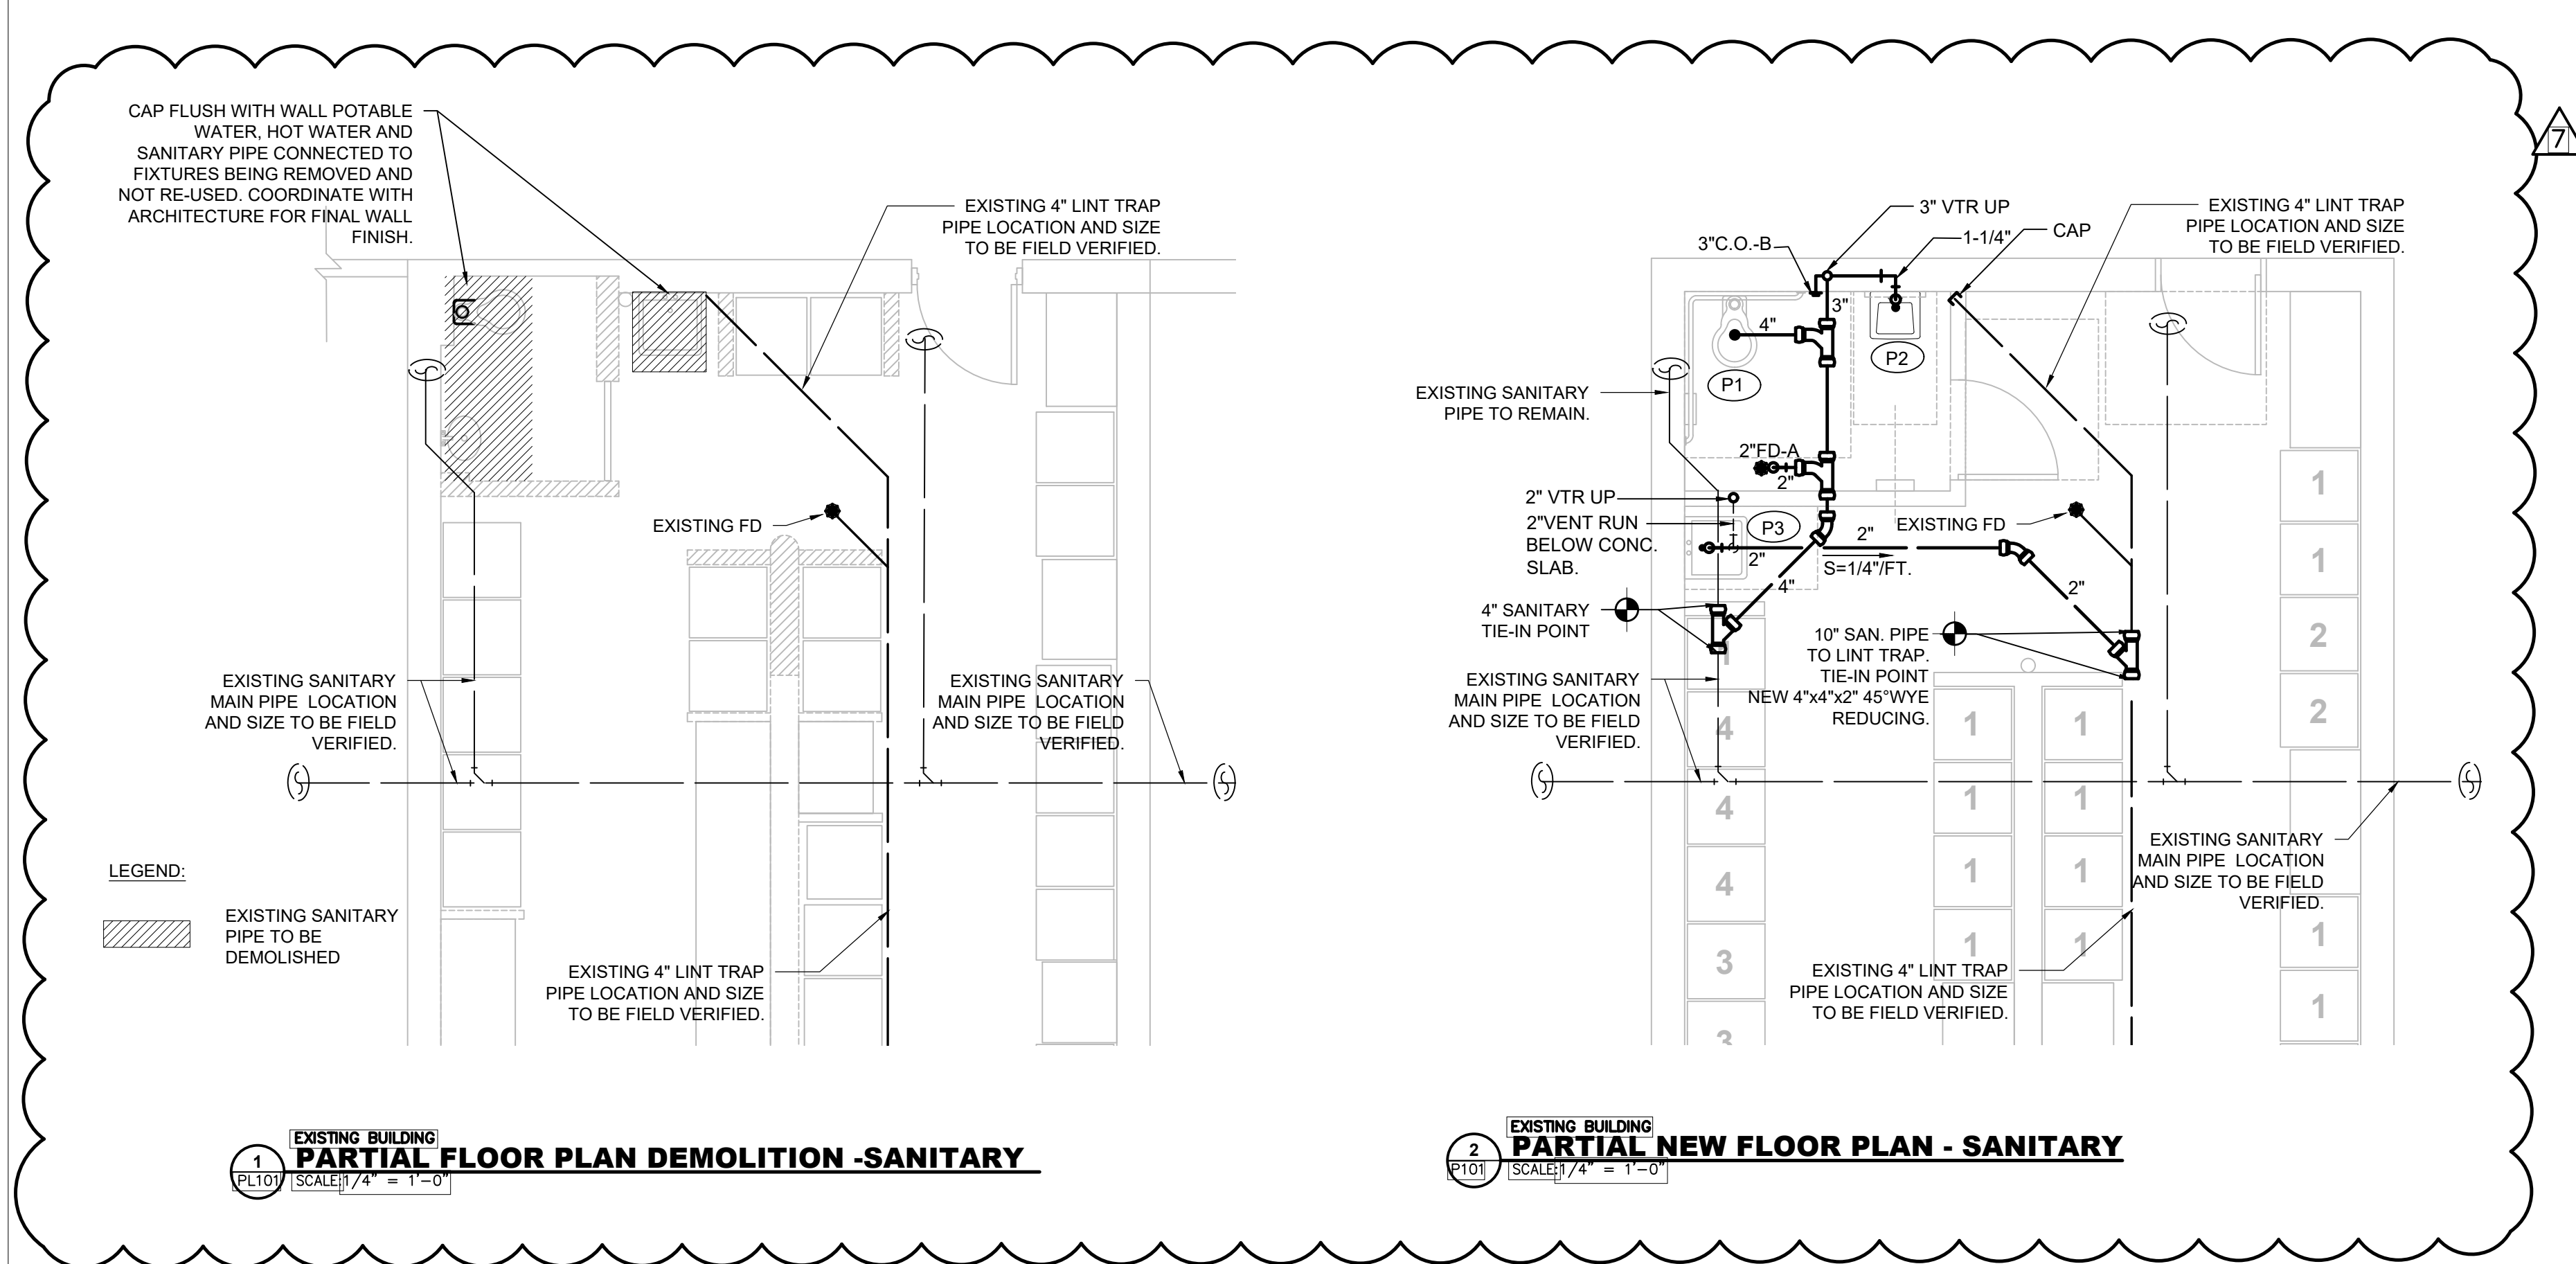 CAP FLUSH WITH WALL POTABLE
WATER, HOT WATER AND
SANITARY PIPE CONNECTED TO
FIXTURES BEING REMOVED AND
NOT RE-USED. COORDINATE WITH
ARCHITECTURE FOR FINAL WALL
FINISH.
EXISTING 4" LINT TRAP
PIPE LOCATION AND SIZE
TO BE FIELD VERIFIED.
EXISTING FD
EXISTING SANITARY
MAIN PIPE LOCATION
AND SIZE TO BE FIELD
VERIFIED.
EXISTING SANITARY
MAIN PIPE LOCATION
AND SIZE TO BE FIELD
VERIFIED.
LEGEND:
EXISTING SANITARY
PIPE TO BE
DEMOLISHED
EXISTING 4" LINT TRAP
PIPE LOCATION AND SIZE
TO BE FIELD VERIFIED.
1
PL101
EXISTING BUILDING
PARTIAL FLOOR PLAN DEMOLITION -SANITARY
SCALE:1/4" = 1'-0"
7
3" VTR UP
3"C.O.-B
1-1/4"
CAP
EXISTING 4" LINT TRAP
PIPE LOCATION AND SIZE
TO BE FIELD VERIFIED.
3"
4"
P1
P2
EXISTING SANITARY
PIPE TO REMAIN.
2"FD-A
2"
2" VTR UP
2"VENT RUN
BELOW CONC.
SLAB.
P3
EXISTING FD
2"
2"
S=1/4"/FT.
4"
2"
4" SANITARY
TIE-IN POINT
10" SAN. PIPE
TO LINT TRAP.
TIE-IN POINT
NEW 4"x4"x2" 45°WYE
REDUCING.
EXISTING SANITARY
MAIN PIPE LOCATION
AND SIZE TO BE FIELD
VERIFIED.
EXISTING SANITARY
MAIN PIPE LOCATION
AND SIZE TO BE FIELD
VERIFIED.
EXISTING 4" LINT TRAP
PIPE LOCATION AND SIZE
TO BE FIELD VERIFIED.
1
4
4
4
3
3
1
1
1
1
1
1
1
1
1
1
2
2
1
1
2
P101
EXISTING BUILDING
PARTIAL NEW FLOOR PLAN - SANITARY
SCALE:1/4" = 1'-0"